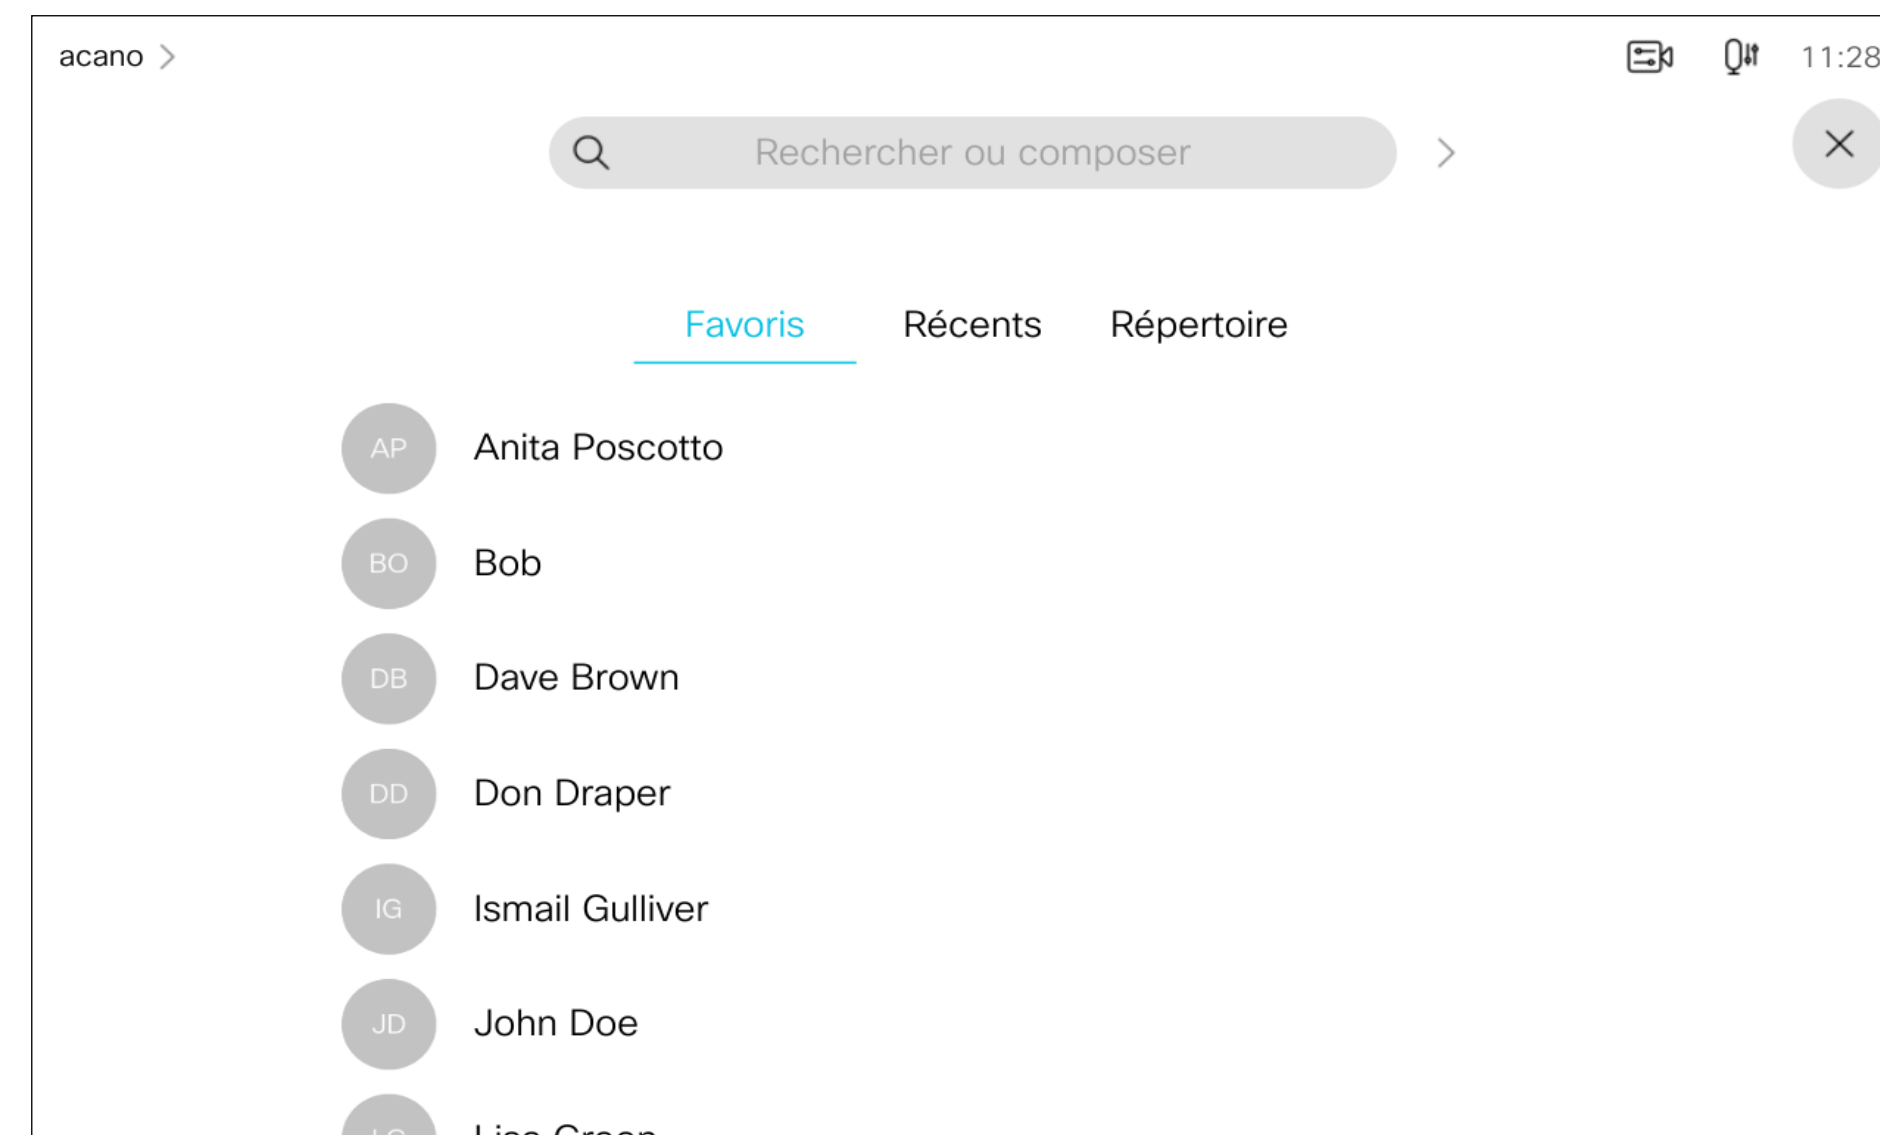 acano
11:28
Rechercher ou composer
Favoris Récents Répertoire
AP Anita Poscotto
BO Bob
DB Dave Brown
DD Don Draper
IG Ismail Gulliver
JD John Doe